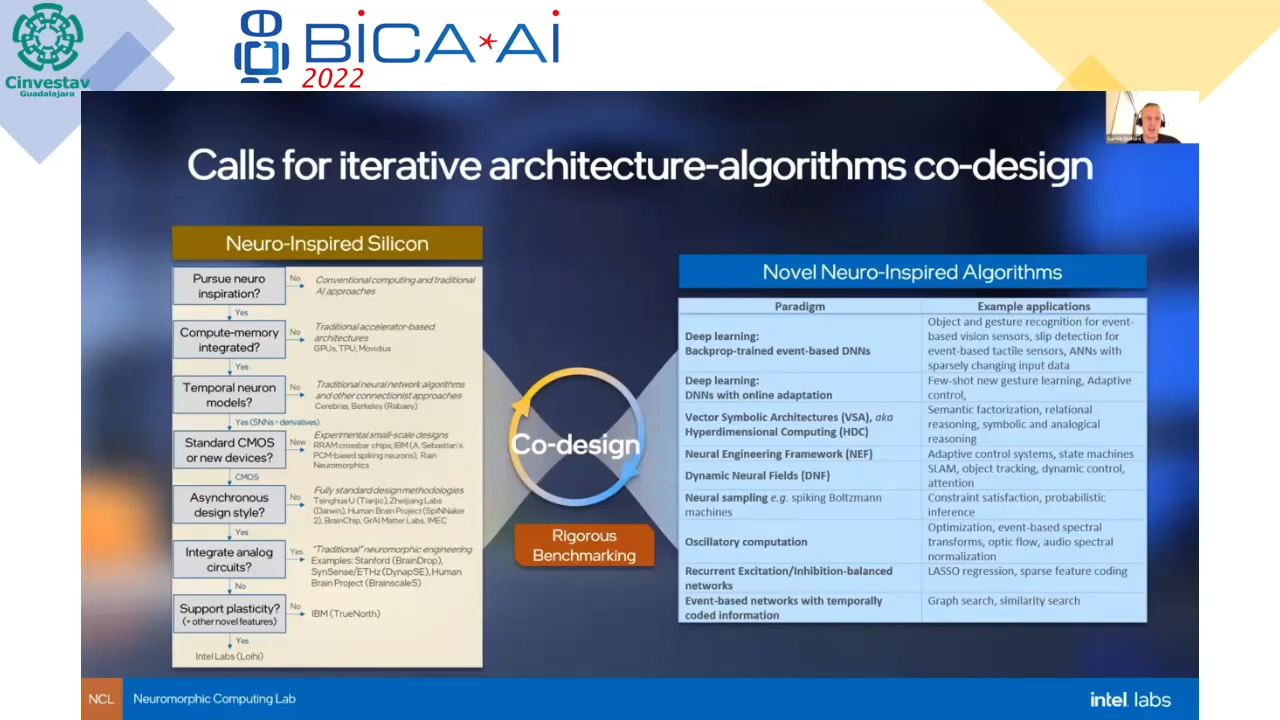 Cinvestav
Guadalajara
BiCA*Ai
2022
Calls for iterative architecture-algorithms co-design
Neuro-Inspired Silicon
Pursue neuro
inspiration?
No
Conventional computing and traditional
AI approaches
Yes
Compute-memory
integrated?
No
Traditional accelerator-based
architectures
GPUs, TPU, Movidius
Yes
Temporal neuron
models?
No
Traditional neural network algorithms
and other connectionist approaches
Cerebras, Berkeley (Rabaey)
Yes (SNNs + derivatives)
Standard CMOS
or new devices?
New
Experimental small-scale designs
RRAM crossbar chips, IBM (A. Sebastian's
PCM-based spiking neurons), Rain
Neuromorphics
CMOS
Asynchronous
design style?
No
Fully standard design methodologies
Tsinghua U (Tianjic), Zheijang Labs
(Darwin), Human Brain Project (SpiNNaker
2), BrainChip, GrAI Matter Labs, IMEC
Yes
Integrate analog
circuits?
Yes
"Traditional" neuromorphic engineering
Examples: Stanford (BrainDrop),
SynSense/ETHz (DynapSE), Human
Brain Project (BrainscaleS)
No
Support plasticity?
(+ other novel features)
No
IBM (TrueNorth)
Yes
Intel Labs (Loihi)
Co-design
Rigorous
Benchmarking
Novel Neuro-Inspired Algorithms
Paradigm
Example applications
Deep learning:
Backprop-trained event-based DNNs
Object and gesture recognition for event-
based vision sensors, slip detection for
event-based tactile sensors, ANNs with
sparsely changing input data
Deep learning:
DNNs with online adaptation
Few-shot new gesture learning, Adaptive
control,
Vector Symbolic Architectures (VSA), aka
Hyperdimensional Computing (HDC)
Semantic factorization, relational
reasoning, symbolic and analogical
reasoning
Neural Engineering Framework (NEF)
Adaptive control systems, state machines
Dynamic Neural Fields (DNF)
SLAM, object tracking, dynamic control,
attention
Neural sampling e.g. spiking Boltzmann
machines
Constraint satisfaction, probabilistic
inference
Oscillatory computation
Optimization, event-based spectral
transforms, optic flow, audio spectral
normalization
Recurrent Excitation/Inhibition-balanced
networks
LASSO regression, sparse feature coding
Event-based networks with temporally
coded information
Graph search, similarity search
NCL
Neuromorphic Computing Lab
intel labs